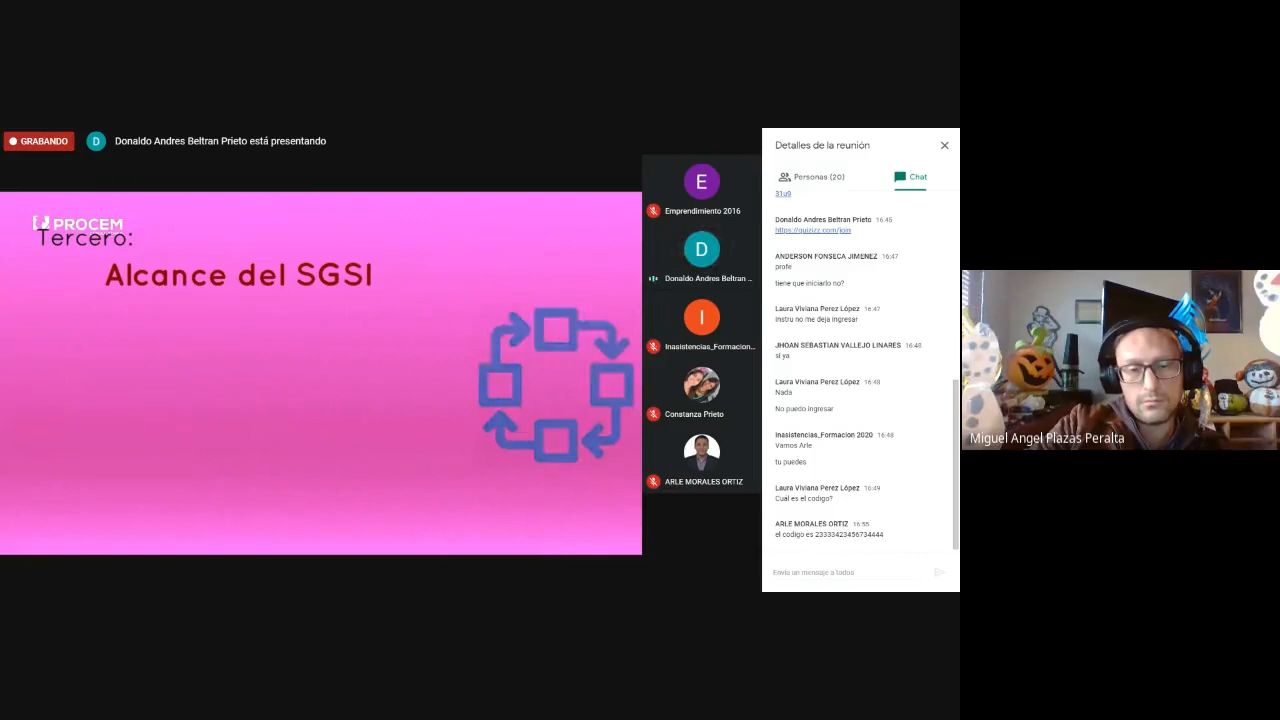 GRABANDO
D
Donaldo Andres Beltran Prieto está presentando
PROCEM
Tercero:
Alcance del SGSI
E
Emprendimiento 2016
D
Donaldo Andres Beltran ...
I
Inasistencias_Formacion...
Constanza Prieto
ARLE MORALES ORTIZ
Detalles de la reunión
Personas (20)
Chat
31u9
Donaldo Andres Beltran Prieto 16:45
https://quizizz.com/join
ANDERSON FONSECA JIMENEZ 16:47
profe
tiene que iniciarlo no?
Laura Viviana Perez López 16:47
Instru no me deja ingresar
JHOAN SEBASTIAN VALLEJO LINARES 16:48
si ya
Laura Viviana Perez López 16:48
Nada
No puedo ingresar
Inasistencias_Formacion 2020 16:48
Vamos Arle
tu puedes
Laura Viviana Perez López 16:49
Cuál es el codigo?
ARLE MORALES ORTIZ 16:55
el codigo es 23333423456734444
Envía un mensaje a todos
Miguel Angel Plazas Peralta